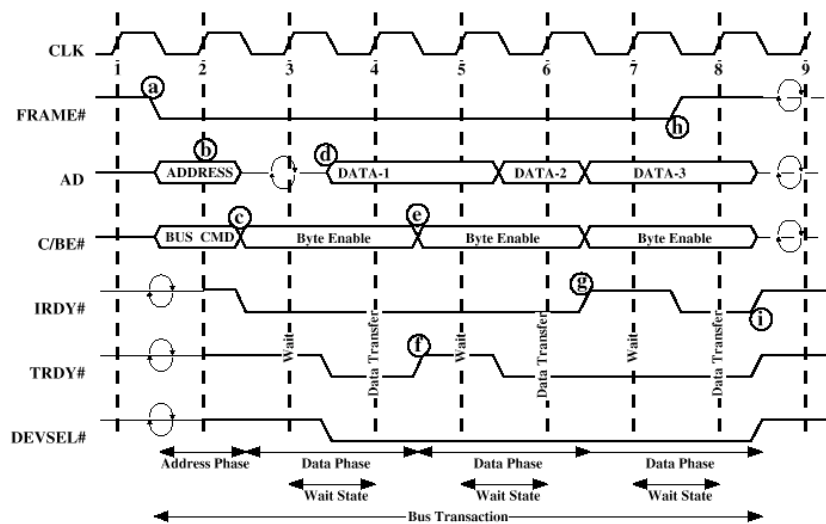 CLK
1 2 3 4 5 6 7 8 9
a
FRAME#
h
b d
AD ADDRESS DATA-1 DATA-2 DATA-3
c e
C/BE# BUS CMD Byte Enable Byte Enable Byte Enable
g
IRDY# i
Wait Data Transfer Wait Data Transfer Wait Data Transfer
f
TRDY#
DEVSEL#
Address Phase Data Phase Data Phase Data Phase
Wait State Wait State Wait State
Bus Transaction